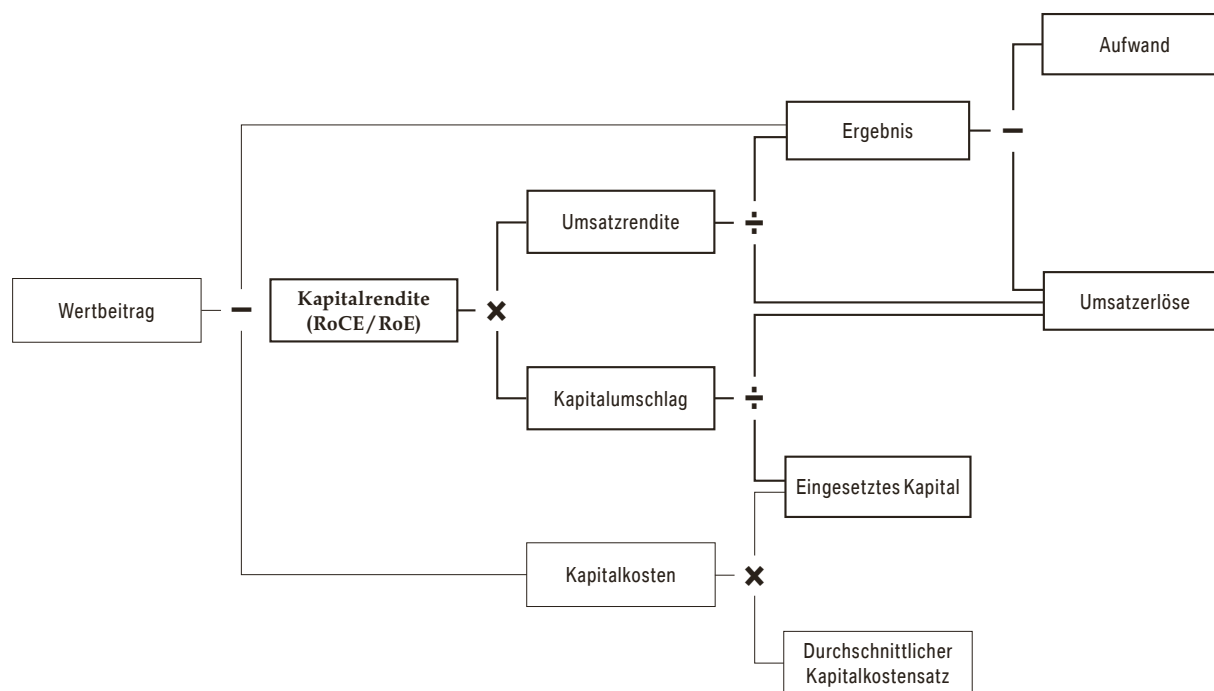 Aufwand
Ergebnis
Umsatzrendite
Wertbeitrag
Kapitalrendite
(RoCE/RoE)
Umsatzerlöse
Kapitalumschlag
Eingesetztes Kapital
Kapitalkosten
Durchschnittlicher
Kapitalkostensatz